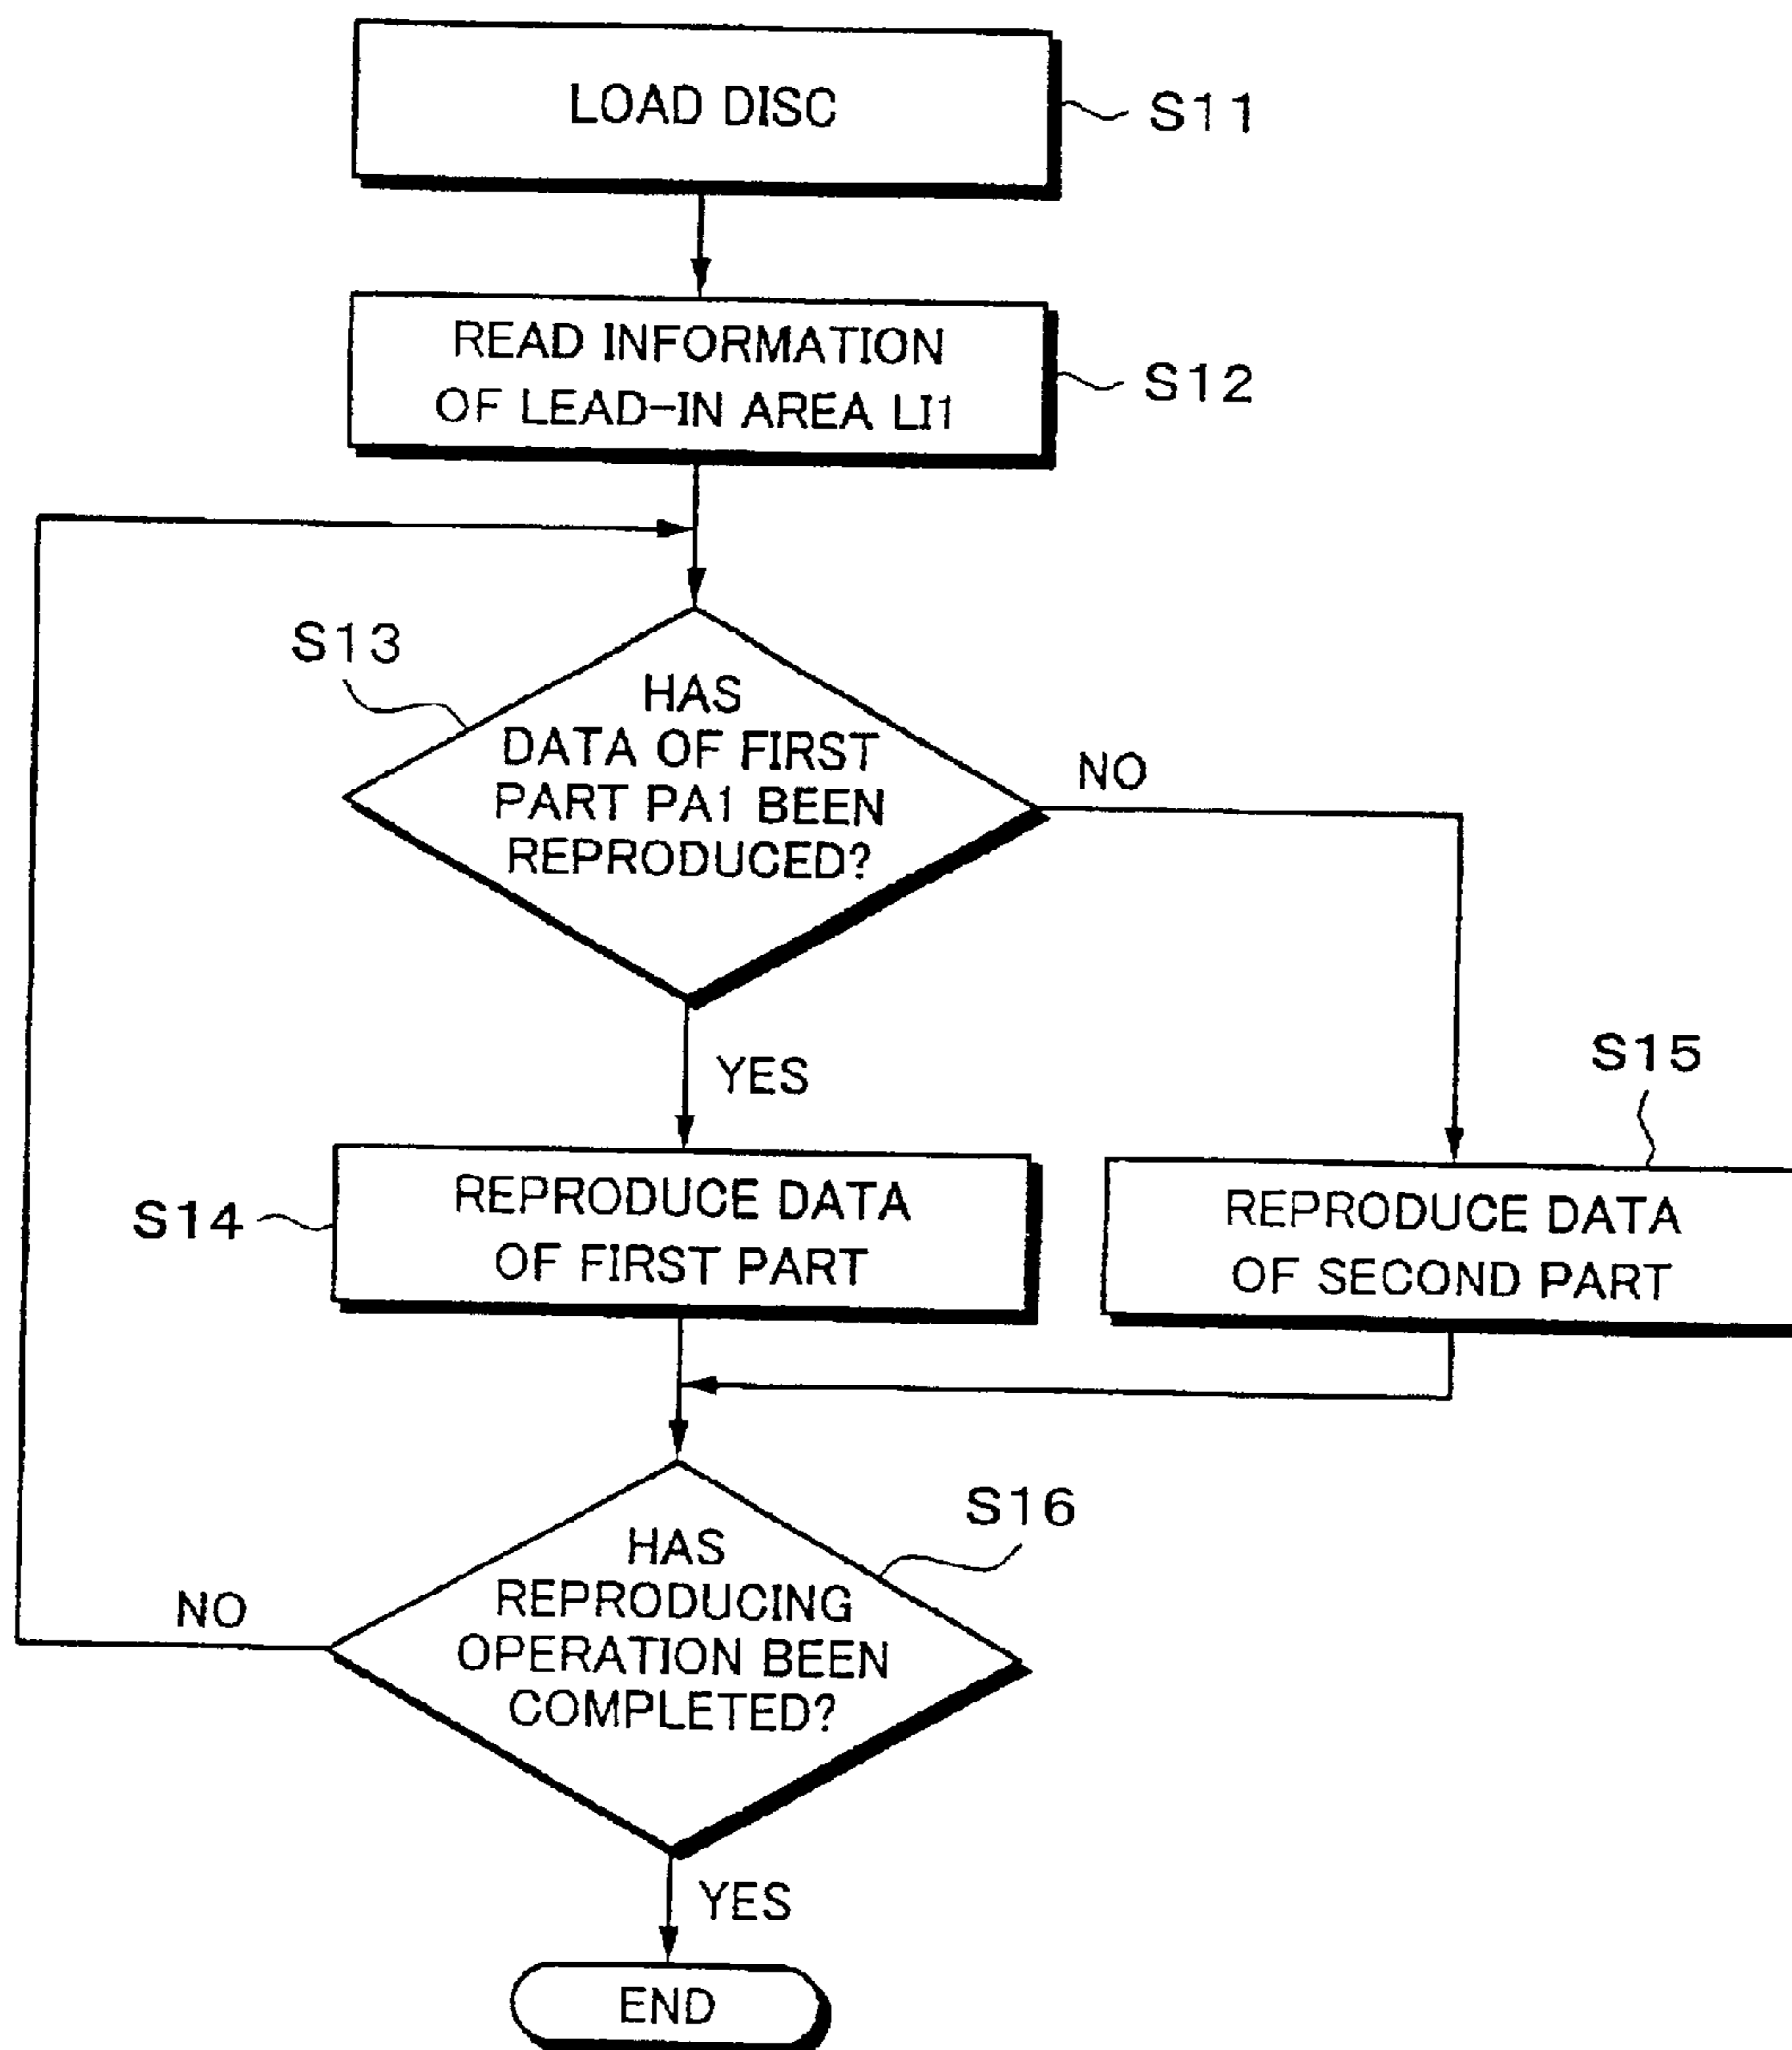 LOAD DISC
S11
READ INFORMATION
OF LEAD-IN AREA LI1
S12
S13
HAS
DATA OF FIRST
PART PA1 BEEN
REPRODUCED?
NO
YES
S15
S14
REPRODUCE DATA
OF FIRST PART
REPRODUCE DATA
OF SECOND PART
S16
HAS
REPRODUCING
OPERATION BEEN
COMPLETED?
NO
YES
END